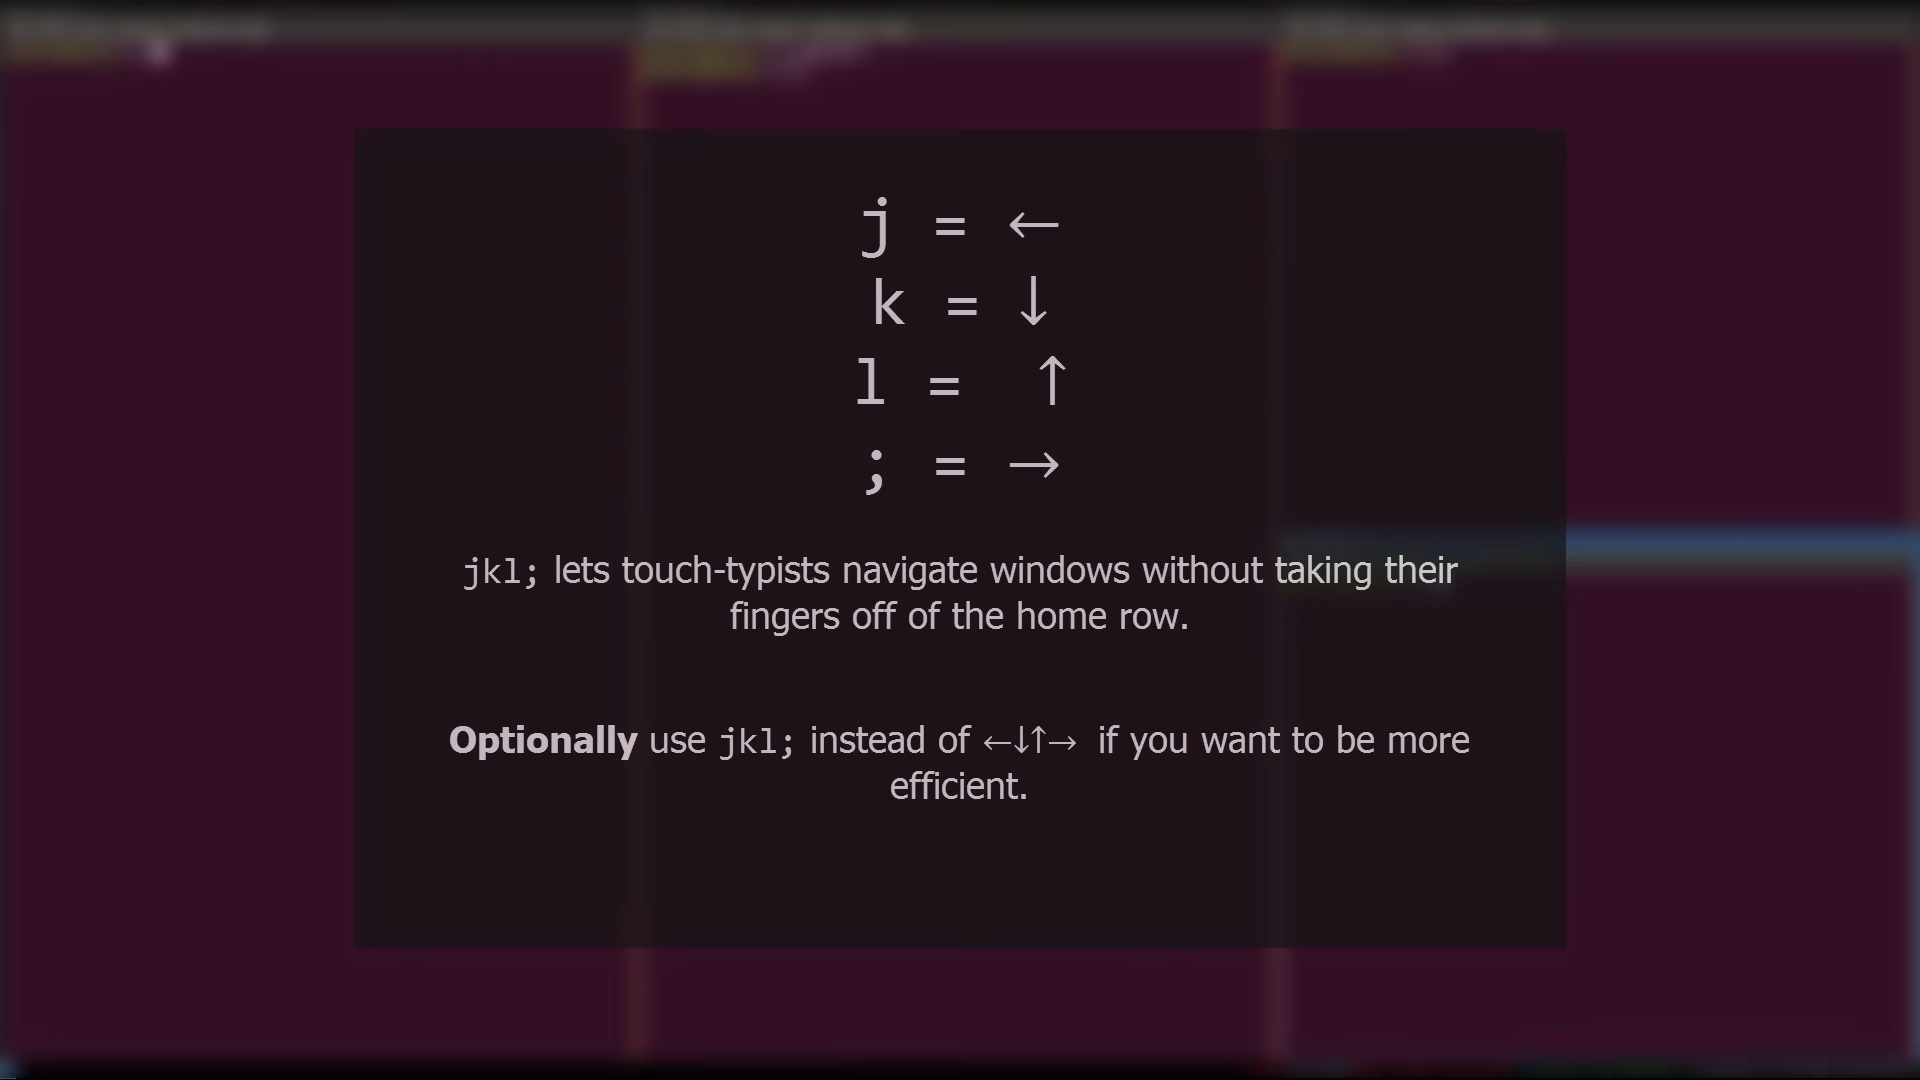 j = ←
k = ↓
l = ↑
; = →
jkl; lets touch-typists navigate windows without taking their
fingers off of the home row.
Optionally use jkl; instead of ←↓↑→ if you want to be more
efficient.